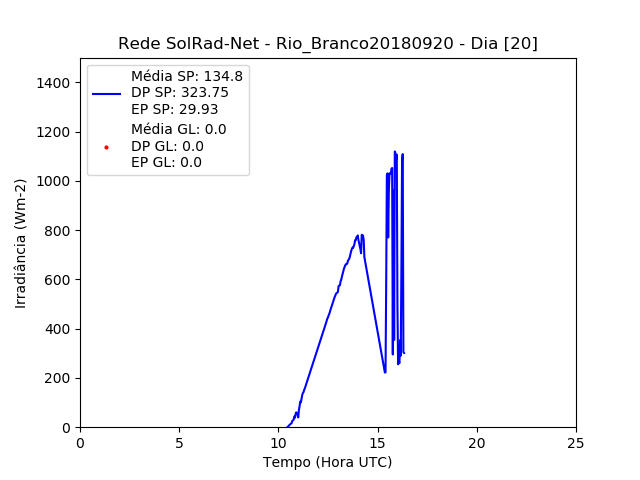 Rede SolRad-Net - Rio_Branco20180920 - Dia [20]
Média SP: 134.8
DP SP: 323.75
EP SP: 29.93
Média GL: 0.0
DP GL: 0.0
EP GL: 0.0
1400
1200
1000
800
600
400
200
0
Irradiância (Wm-2)
0 5 10 15 20 25
Tempo (Hora UTC)